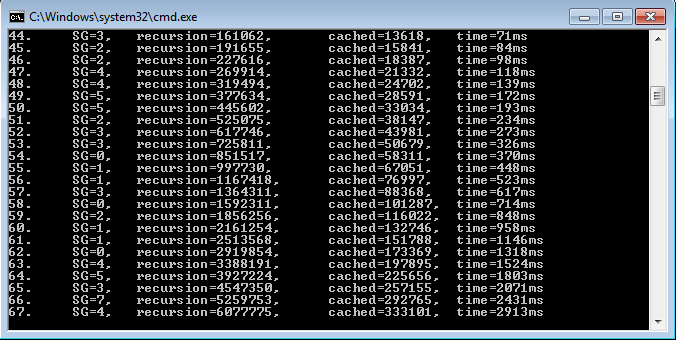 C:\Windows\system32\cmd.exe
44. SG=3, recursion=161062, cached=13618, time=71ms
45. SG=2, recursion=191655, cached=15841, time=84ms
46. SG=2, recursion=227616, cached=18387, time=98ms
47. SG=4, recursion=269914, cached=21332, time=118ms
48. SG=4, recursion=319494, cached=24702, time=139ms
49. SG=5, recursion=377634, cached=28591, time=172ms
50. SG=5, recursion=445602, cached=33034, time=193ms
51. SG=2, recursion=525075, cached=38147, time=234ms
52. SG=3, recursion=617746, cached=43981, time=273ms
53. SG=3, recursion=725811, cached=50679, time=326ms
54. SG=0, recursion=851517, cached=58311, time=370ms
55. SG=1, recursion=997730, cached=67051, time=448ms
56. SG=1, recursion=1167418, cached=76997, time=523ms
57. SG=3, recursion=1364311, cached=88368, time=617ms
58. SG=0, recursion=1592311, cached=101287, time=714ms
59. SG=2, recursion=1856256, cached=116022, time=848ms
60. SG=1, recursion=2161254, cached=132746, time=958ms
61. SG=1, recursion=2513568, cached=151788, time=1146ms
62. SG=0, recursion=2919854, cached=173369, time=1318ms
63. SG=4, recursion=3388191, cached=197895, time=1524ms
64. SG=5, recursion=3927224, cached=225656, time=1803ms
65. SG=3, recursion=4547350, cached=257155, time=2071ms
66. SG=7, recursion=5259753, cached=292765, time=2431ms
67. SG=4, recursion=6077775, cached=333101, time=2913ms